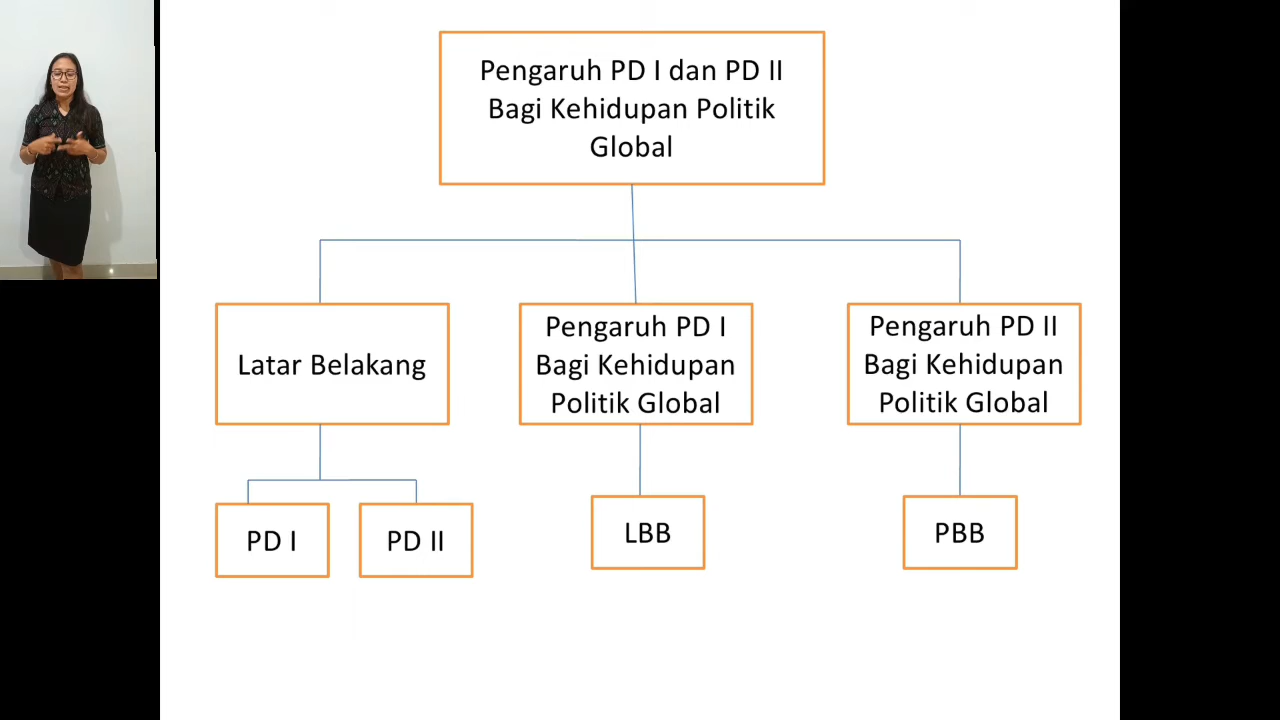 Pengaruh PD I dan PD II
Bagi Kehidupan Politik
Global
Latar Belakang
Pengaruh PD I
Bagi Kehidupan
Politik Global
Pengaruh PD II
Bagi Kehidupan
Politik Global
PD I
PD II
LBB
PBB